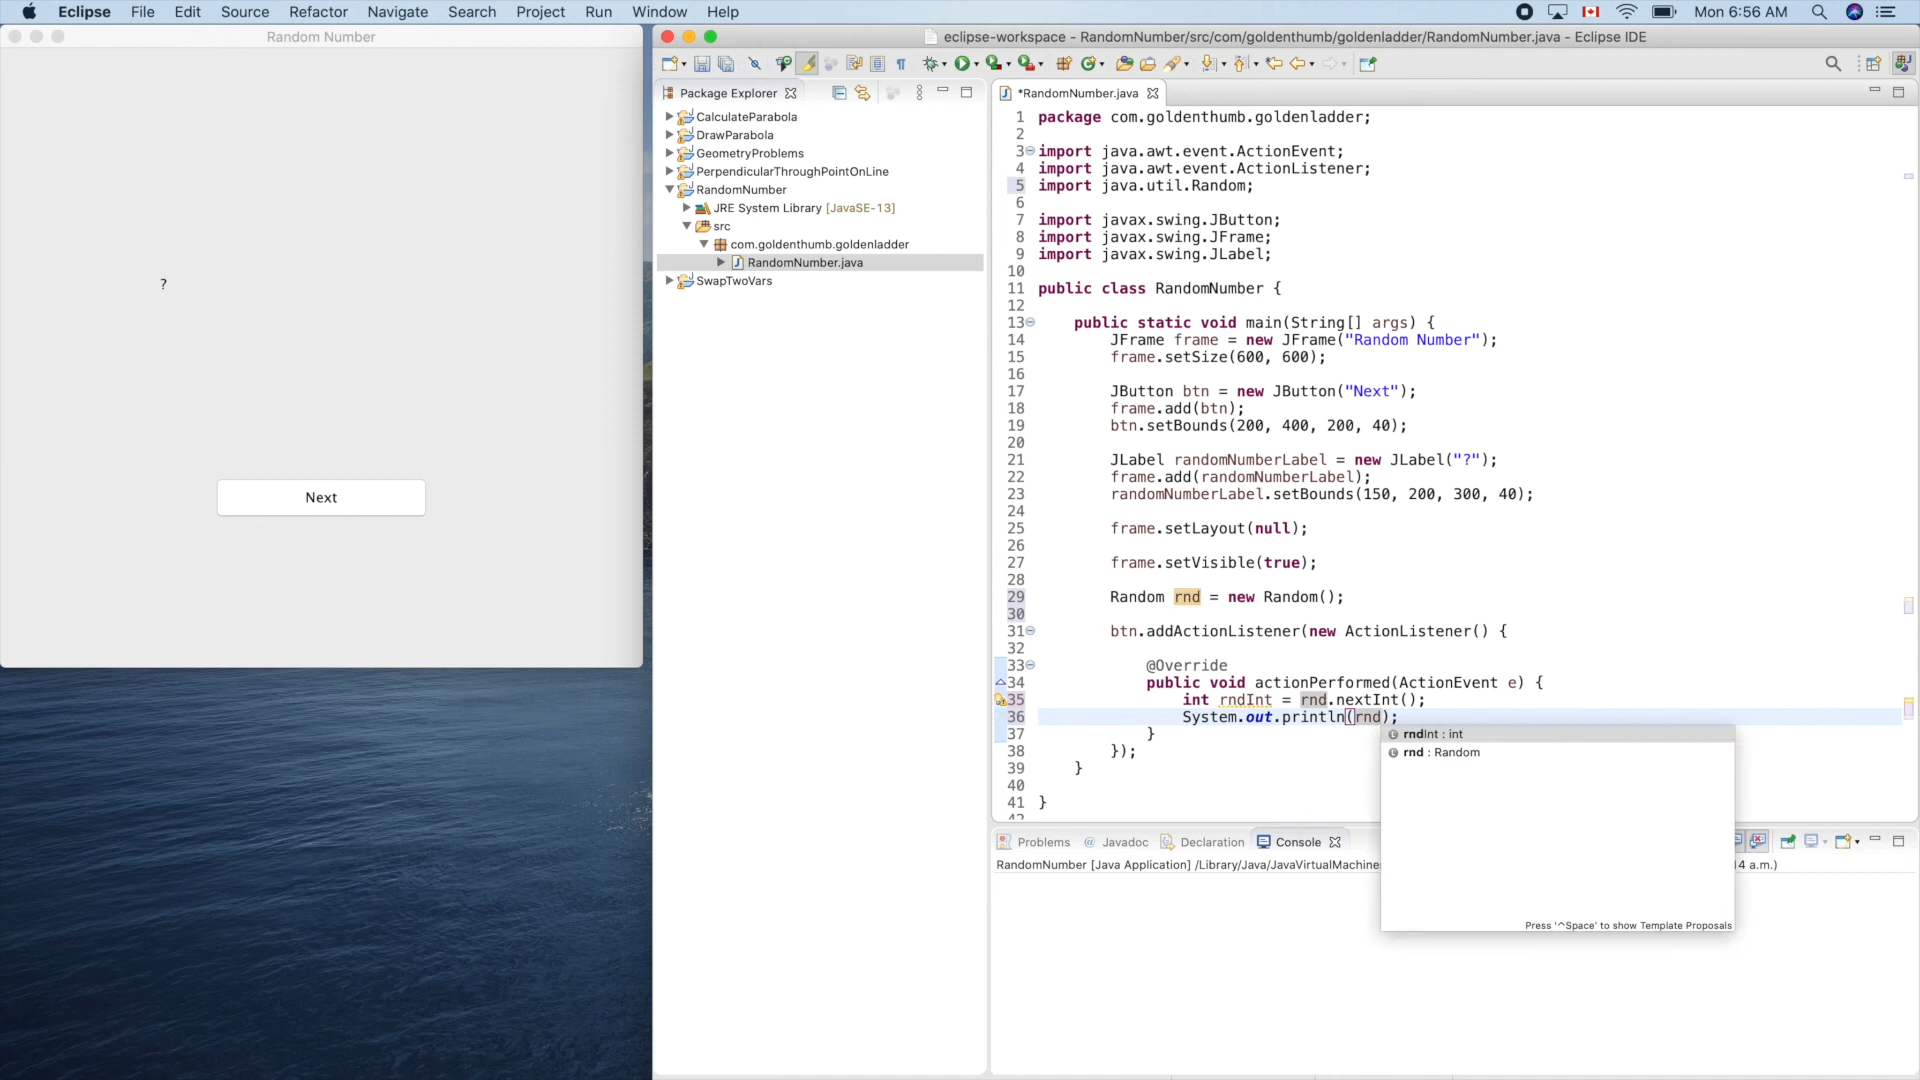 Eclipse File Edit Source Refactor Navigate Search Project Run Window Help Mon 6:56 AM
Random Number
?
Next
eclipse-workspace - RandomNumber/src/com/goldenthumb/goldenladder/RandomNumber.java - Eclipse IDE
Package Explorer
CalculateParabola
DrawParabola
GeometryProblems
PerpendicularThroughPointOnLine
RandomNumber
JRE System Library [JavaSE-13]
src
com.goldenthumb.goldenladder
RandomNumber.java
SwapTwoVars
*RandomNumber.java
1 package com.goldenthumb.goldenladder;
2
3 import java.awt.event.ActionEvent;
4 import java.awt.event.ActionListener;
5 import java.util.Random;
6
7 import javax.swing.JButton;
8 import javax.swing.JFrame;
9 import javax.swing.JLabel;
10
11 public class RandomNumber {
12
13 public static void main(String[] args) {
14 JFrame frame = new JFrame("Random Number");
15 frame.setSize(600, 600);
16
17 JButton btn = new JButton("Next");
18 frame.add(btn);
19 btn.setBounds(200, 400, 200, 40);
20
21 JLabel randomNumberLabel = new JLabel("?");
22 frame.add(randomNumberLabel);
23 randomNumberLabel.setBounds(150, 200, 300, 40);
24
25 frame.setLayout(null);
26
27 frame.setVisible(true);
28
29 Random rnd = new Random();
30
31 btn.addActionListener(new ActionListener() {
32
33 @Override
34 public void actionPerformed(ActionEvent e) {
35 int rndInt = rnd.nextInt();
36 System.out.println(rnd);
37 }
38 });
39 }
40
41 }
42
rndInt : int
rnd : Random
Press '^Space' to show Template Proposals
Problems Javadoc Declaration Console
RandomNumber [Java Application] /Library/Java/JavaVirtualMachines
4 a.m.)